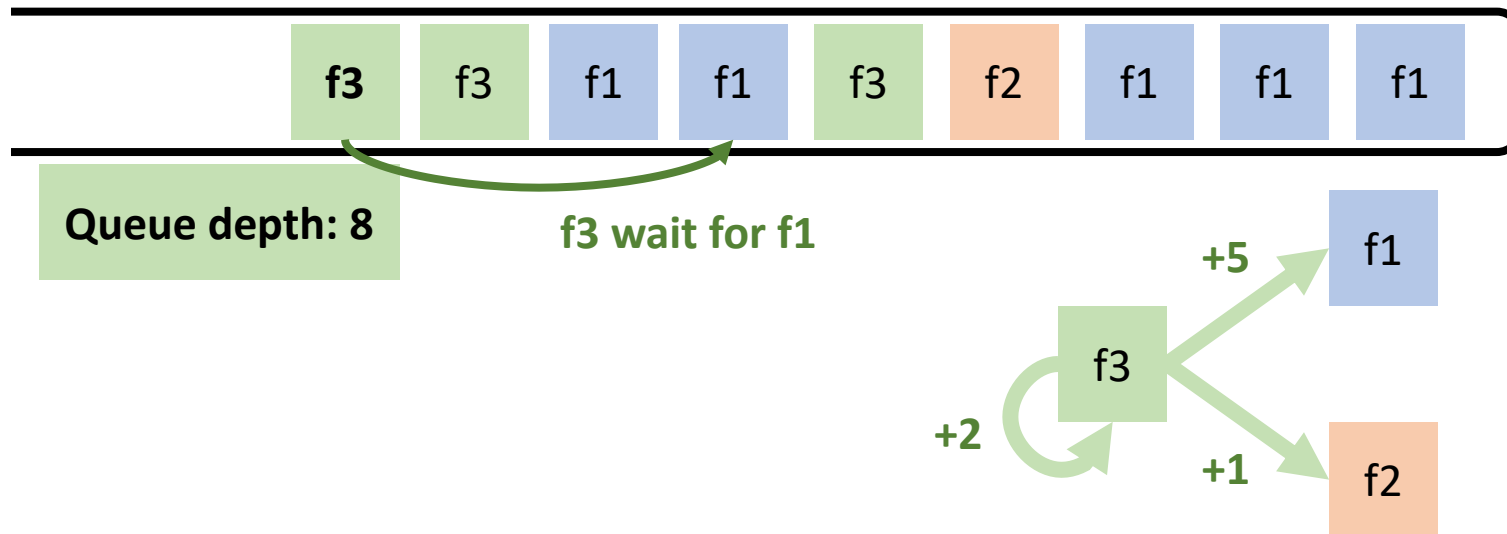 f3 f3 f1 f1 f3 f2 f1 f1 f1
Queue depth: 8
f3 wait for f1
+5
f1
f3
+2
+1
f2